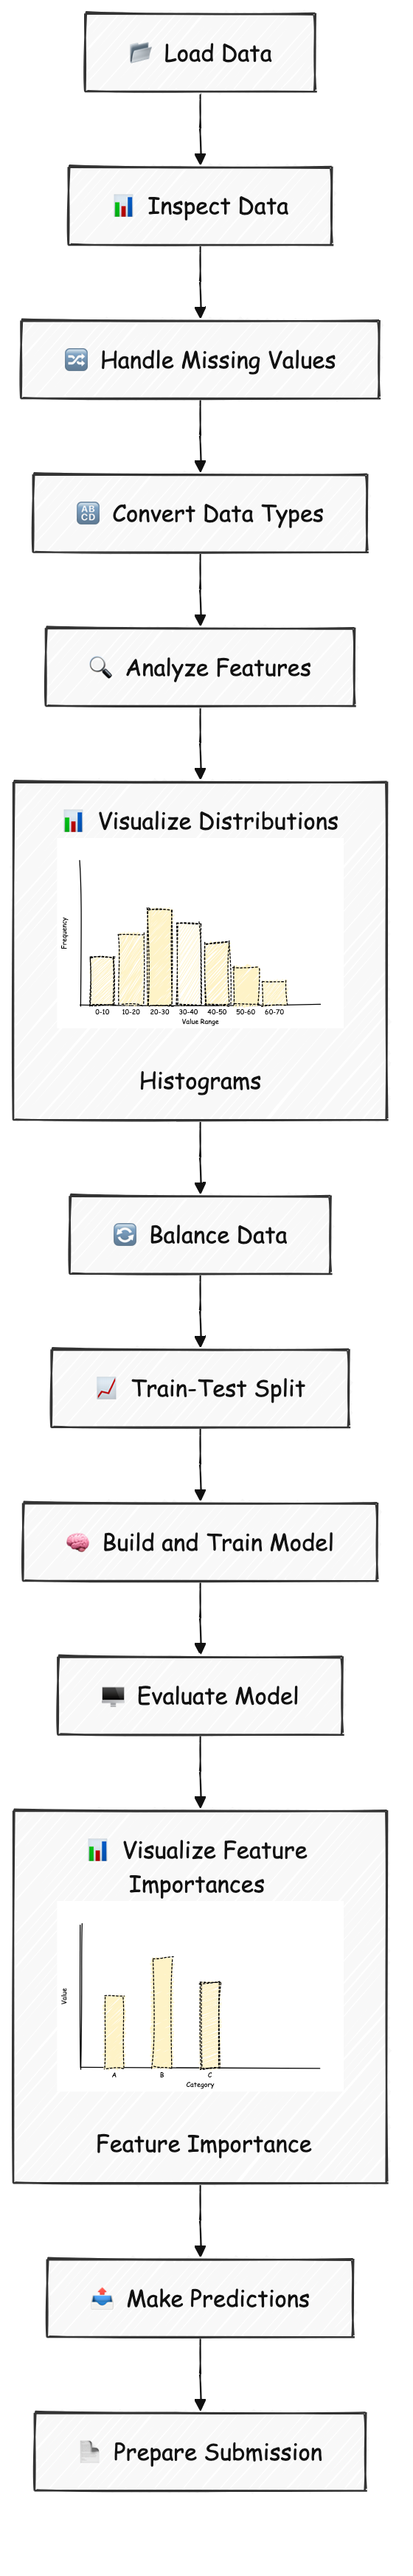 Load Data
Inspect Data
Handle Missing Values
Convert Data Types
Analyze Features
Visualize Distributions
Frequency
0-10 10-20 20-30 30-40 40-50 50-60 60-70
Value Range
Histograms
Balance Data
Train-Test Split
Build and Train Model
Evaluate Model
Visualize Feature
Importances
Value
A B C
Category
Feature Importance
Make Predictions
Prepare Submission